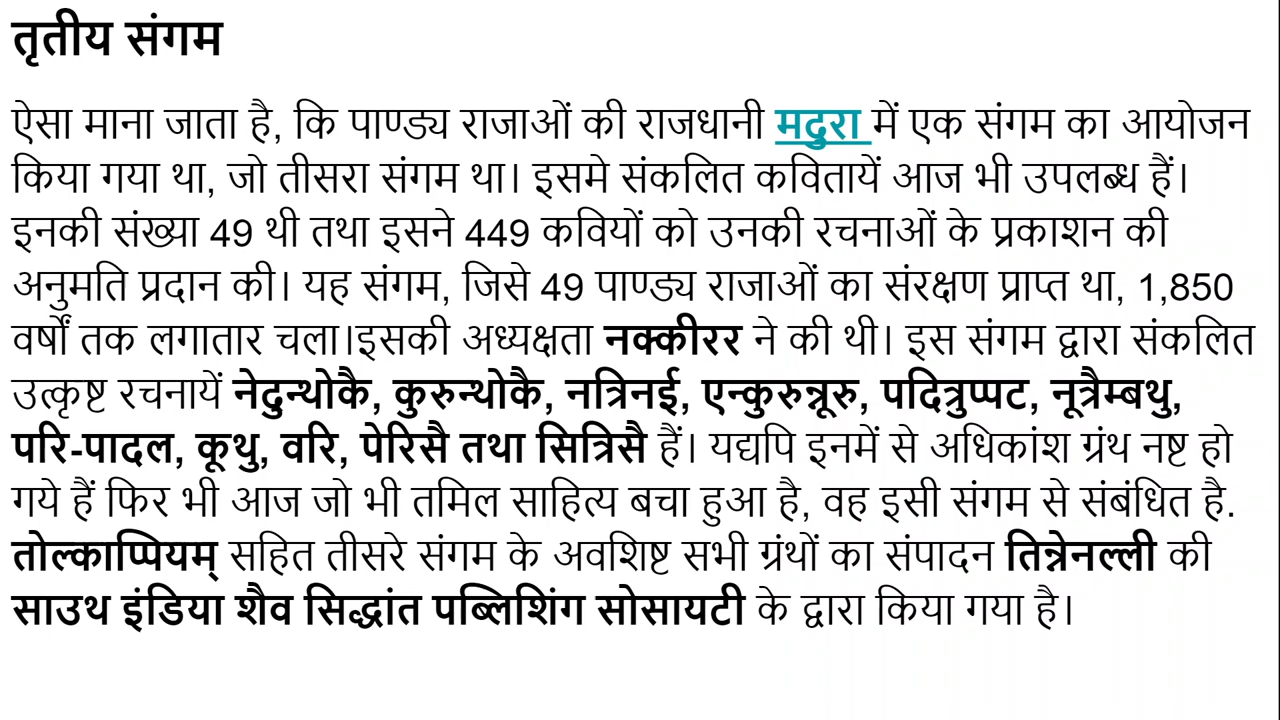 तृतीय संगम
ऐसा माना जाता है, कि पाण्ड्य राजाओं की राजधानी मदुरा में एक संगम का आयोजन
किया गया था, जो तीसरा संगम था। इसमे संकलित कवितायें आज भी उपलब्ध हैं।
इनकी संख्या 49 थी तथा इसने 449 कवियों को उनकी रचनाओं के प्रकाशन की
अनुमति प्रदान की। यह संगम, जिसे 49 पाण्ड्य राजाओं का संरक्षण प्राप्त था, 1,850
वर्षों तक लगातार चला।इसकी अध्यक्षता नक्कीरर ने की थी। इस संगम द्वारा संकलित
उत्कृष्ट रचनायें नेदुन्थोकै, कुरुन्थोकै, नत्रिनई, एन्कुरुन्नूरु, पदित्रुप्पट, नूत्रैम्बथु,
परि-पादल, कूथु, वरि, पेरिसै तथा सित्रिसै हैं। यद्यपि इनमें से अधिकांश ग्रंथ नष्ट हो
गये हैं फिर भी आज जो भी तमिल साहित्य बचा हुआ है, वह इसी संगम से संबंधित है.
तोल्काप्पियम् सहित तीसरे संगम के अवशिष्ट सभी ग्रंथों का संपादन तिन्नेनल्ली की
साउथ इंडिया शैव सिद्धांत पब्लिशिंग सोसायटी के द्वारा किया गया है।